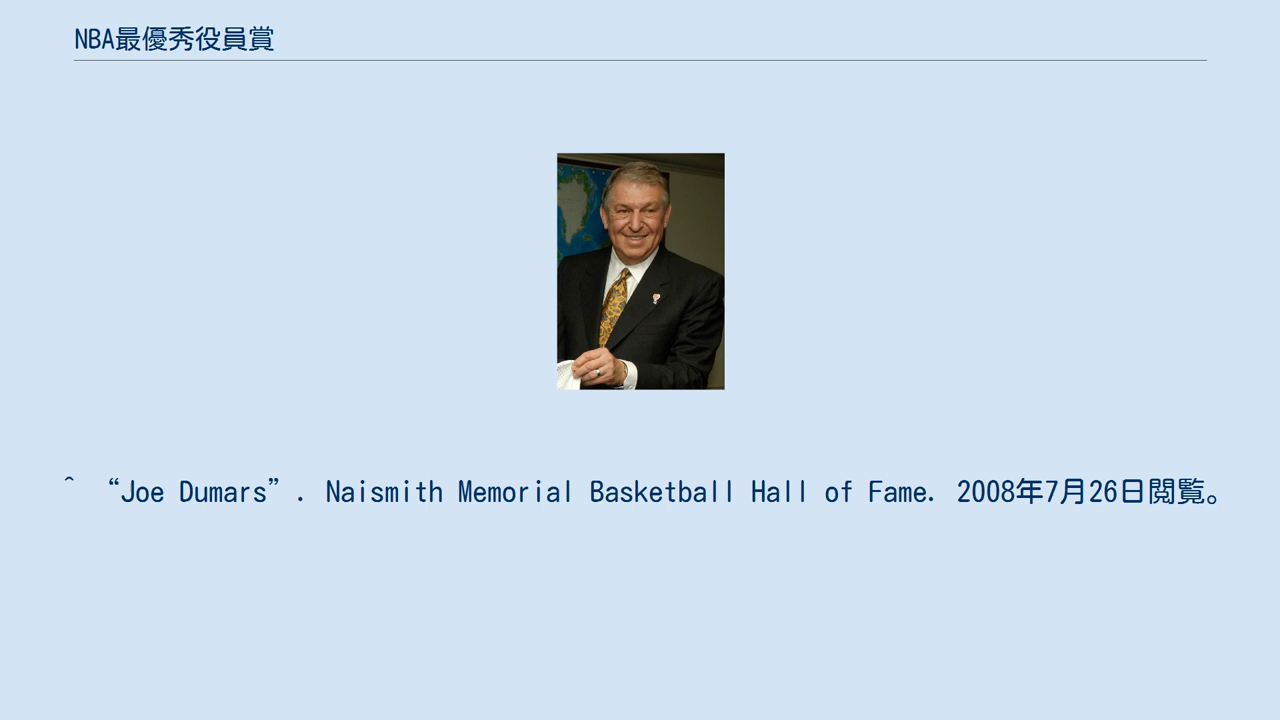 NBA最優秀役員賞
^ “Joe Dumars”. Naismith Memorial Basketball Hall of Fame. 2008年7月26日閲覧。